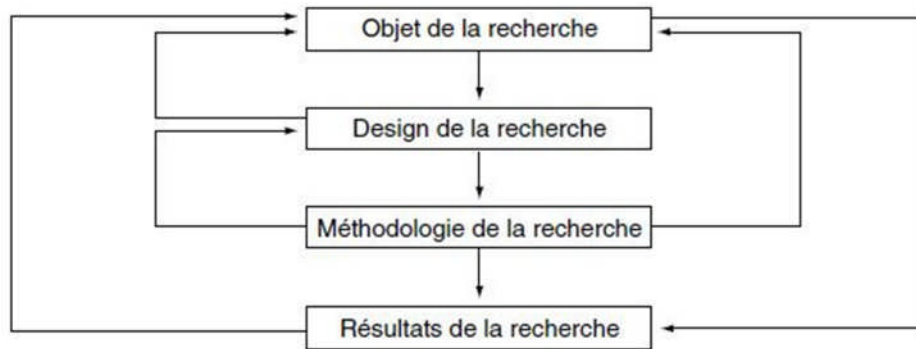 Objet de la recherche
Design de la recherche
Méthodologie de la recherche
Résultats de la recherche